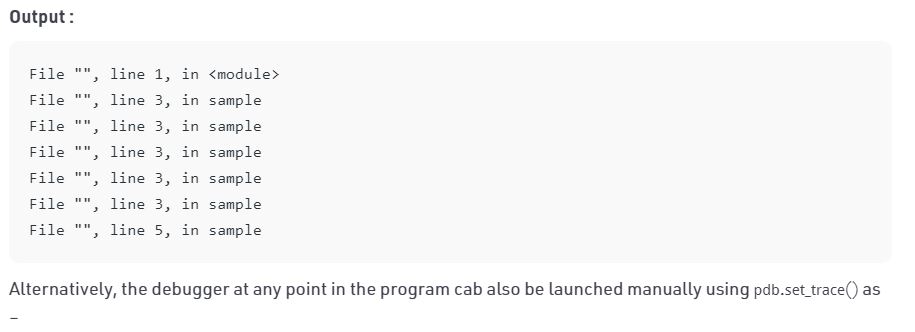 Output :
File "", line 1, in <module>
File "", line 3, in sample
File "", line 3, in sample
File "", line 3, in sample
File "", line 3, in sample
File "", line 3, in sample
File "", line 5, in sample
Alternatively, the debugger at any point in the program cab also be launched manually using pdb.set_trace() as